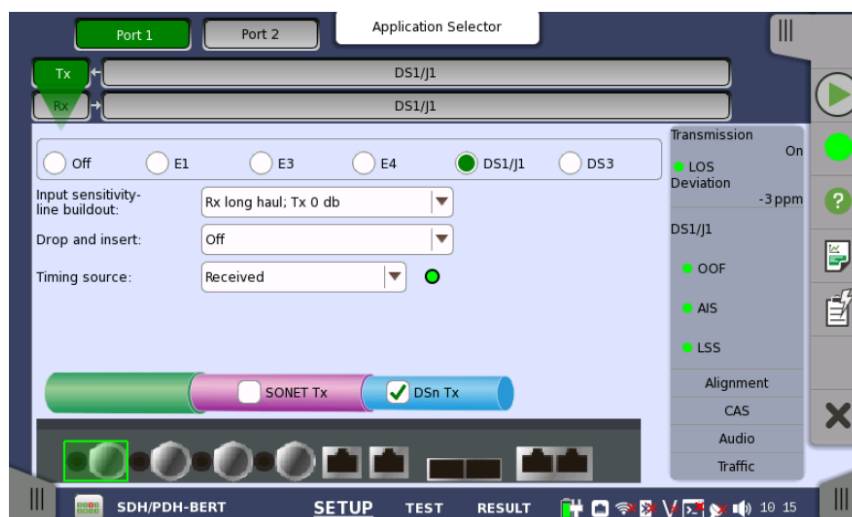 Port 1
Port 2
Application Selector
Tx
DS1/J1
Rx
DS1/J1
Off
E1
E3
E4
DS1/J1
DS3
Input sensitivity-
line buildout:
Rx long haul; Tx 0 db
Drop and insert:
Off
Timing source:
Received
SONET Tx
DSn Tx
Transmission
On
LOS
Deviation
-3 ppm
DS1/J1
OOF
AIS
LSS
Alignment
CAS
Audio
Traffic
SDH/PDH-BERT
SETUP
TEST
RESULT
10 15